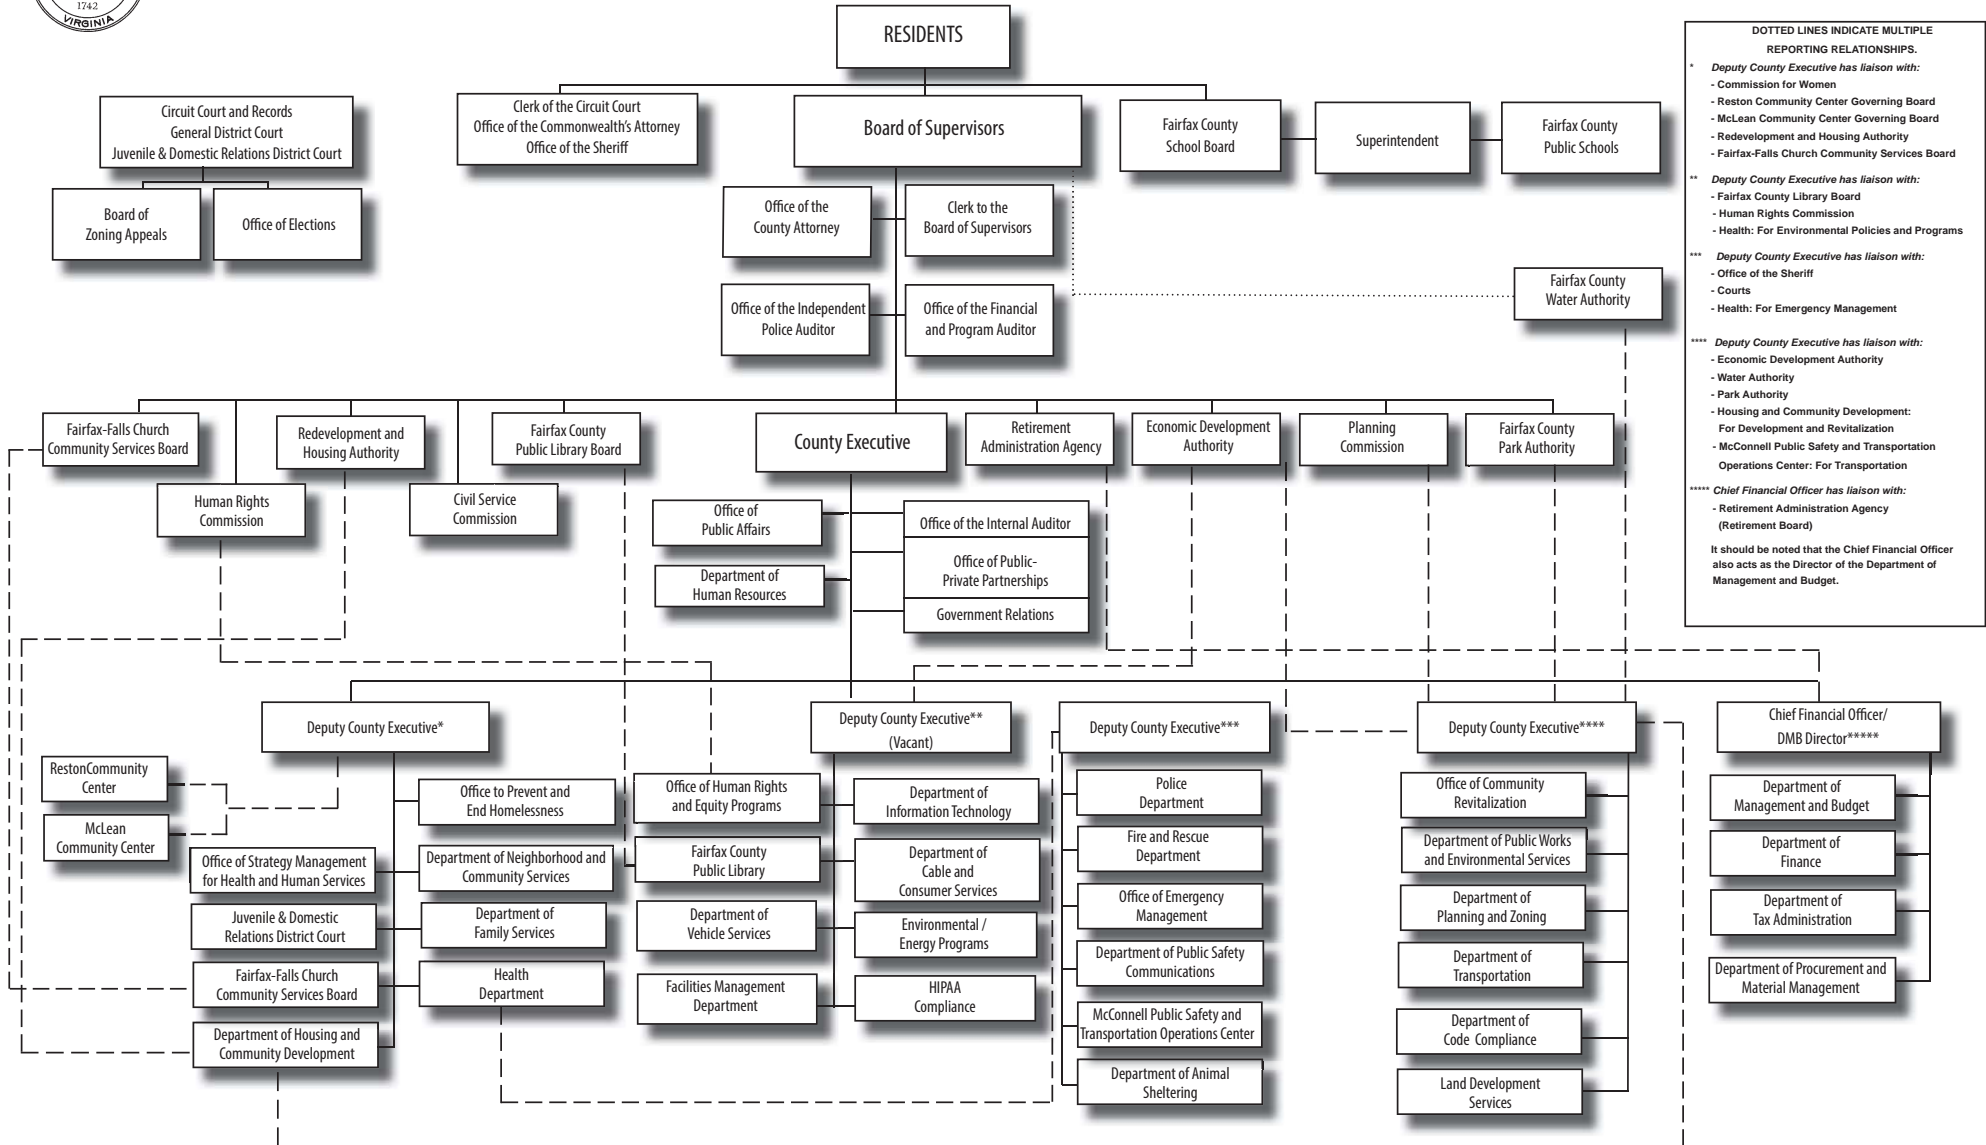 1742
VIRGINIA
RESIDENTS
Circuit Court and Records
General District Court
Juvenile & Domestic Relations District Court
Board of
Zoning Appeals
Office of Elections
Clerk of the Circuit Court
Office of the Commonwealth's Attorney
Office of the Sheriff
Board of Supervisors
Fairfax County
School Board
Superintendent
Fairfax County
Public Schools
Office of the
County Attorney
Clerk to the
Board of Supervisors
Office of the Independent
Police Auditor
Office of the Financial
and Program Auditor
Fairfax County
Water Authority
DOTTED LINES INDICATE MULTIPLE
REPORTING RELATIONSHIPS.
* Deputy County Executive has liaison with:
- Commission for Women
- Reston Community Center Governing Board
- McLean Community Center Governing Board
- Redevelopment and Housing Authority
- Fairfax-Falls Church Community Services Board
** Deputy County Executive has liaison with:
- Fairfax County Library Board
- Human Rights Commission
- Health: For Environmental Policies and Programs
*** Deputy County Executive has liaison with:
- Office of the Sheriff
- Courts
- Health: For Emergency Management
**** Deputy County Executive has liaison with:
- Economic Development Authority
- Water Authority
- Park Authority
- Housing and Community Development:
For Development and Revitalization
- McConnell Public Safety and Transportation
Operations Center: For Transportation
***** Chief Financial Officer has liaison with:
- Retirement Administration Agency
(Retirement Board)
It should be noted that the Chief Financial Officer
also acts as the Director of the Department of
Management and Budget.
Fairfax-Falls Church
Community Services Board
Human Rights
Commission
Redevelopment and
Housing Authority
Civil Service
Commission
Fairfax County
Public Library Board
County Executive
Retirement
Administration Agency
Economic Development
Authority
Planning
Commission
Fairfax County
Park Authority
Office of
Public Affairs
Department of
Human Resources
Office of the Internal Auditor
Office of Public-
Private Partnerships
Government Relations
Deputy County Executive*
RestonCommunity
Center
McLean
Community Center
Office to Prevent and
End Homelessness
Office of Strategy Management
for Health and Human Services
Department of Neighborhood and
Community Services
Juvenile & Domestic
Relations District Court
Department of
Family Services
Fairfax-Falls Church
Community Services Board
Health
Department
Department of Housing and
Community Development
Deputy County Executive**
(Vacant)
Office of Human Rights
and Equity Programs
Department of
Information Technology
Fairfax County
Public Library
Department of
Cable and
Consumer Services
Department of
Vehicle Services
Environmental /
Energy Programs
Facilities Management
Department
HIPAA
Compliance
Deputy County Executive***
Police
Department
Fire and Rescue
Department
Office of Emergency
Management
Department of Public Safety
Communications
McConnell Public Safety and
Transportation Operations Center
Department of Animal
Sheltering
Deputy County Executive****
Office of Community
Revitalization
Department of Public Works
and Environmental Services
Department of
Planning and Zoning
Department of
Transportation
Department of
Code Compliance
Land Development
Services
Chief Financial Officer/
DMB Director*****
Department of
Management and Budget
Department of
Finance
Department of
Tax Administration
Department of Procurement and
Material Management